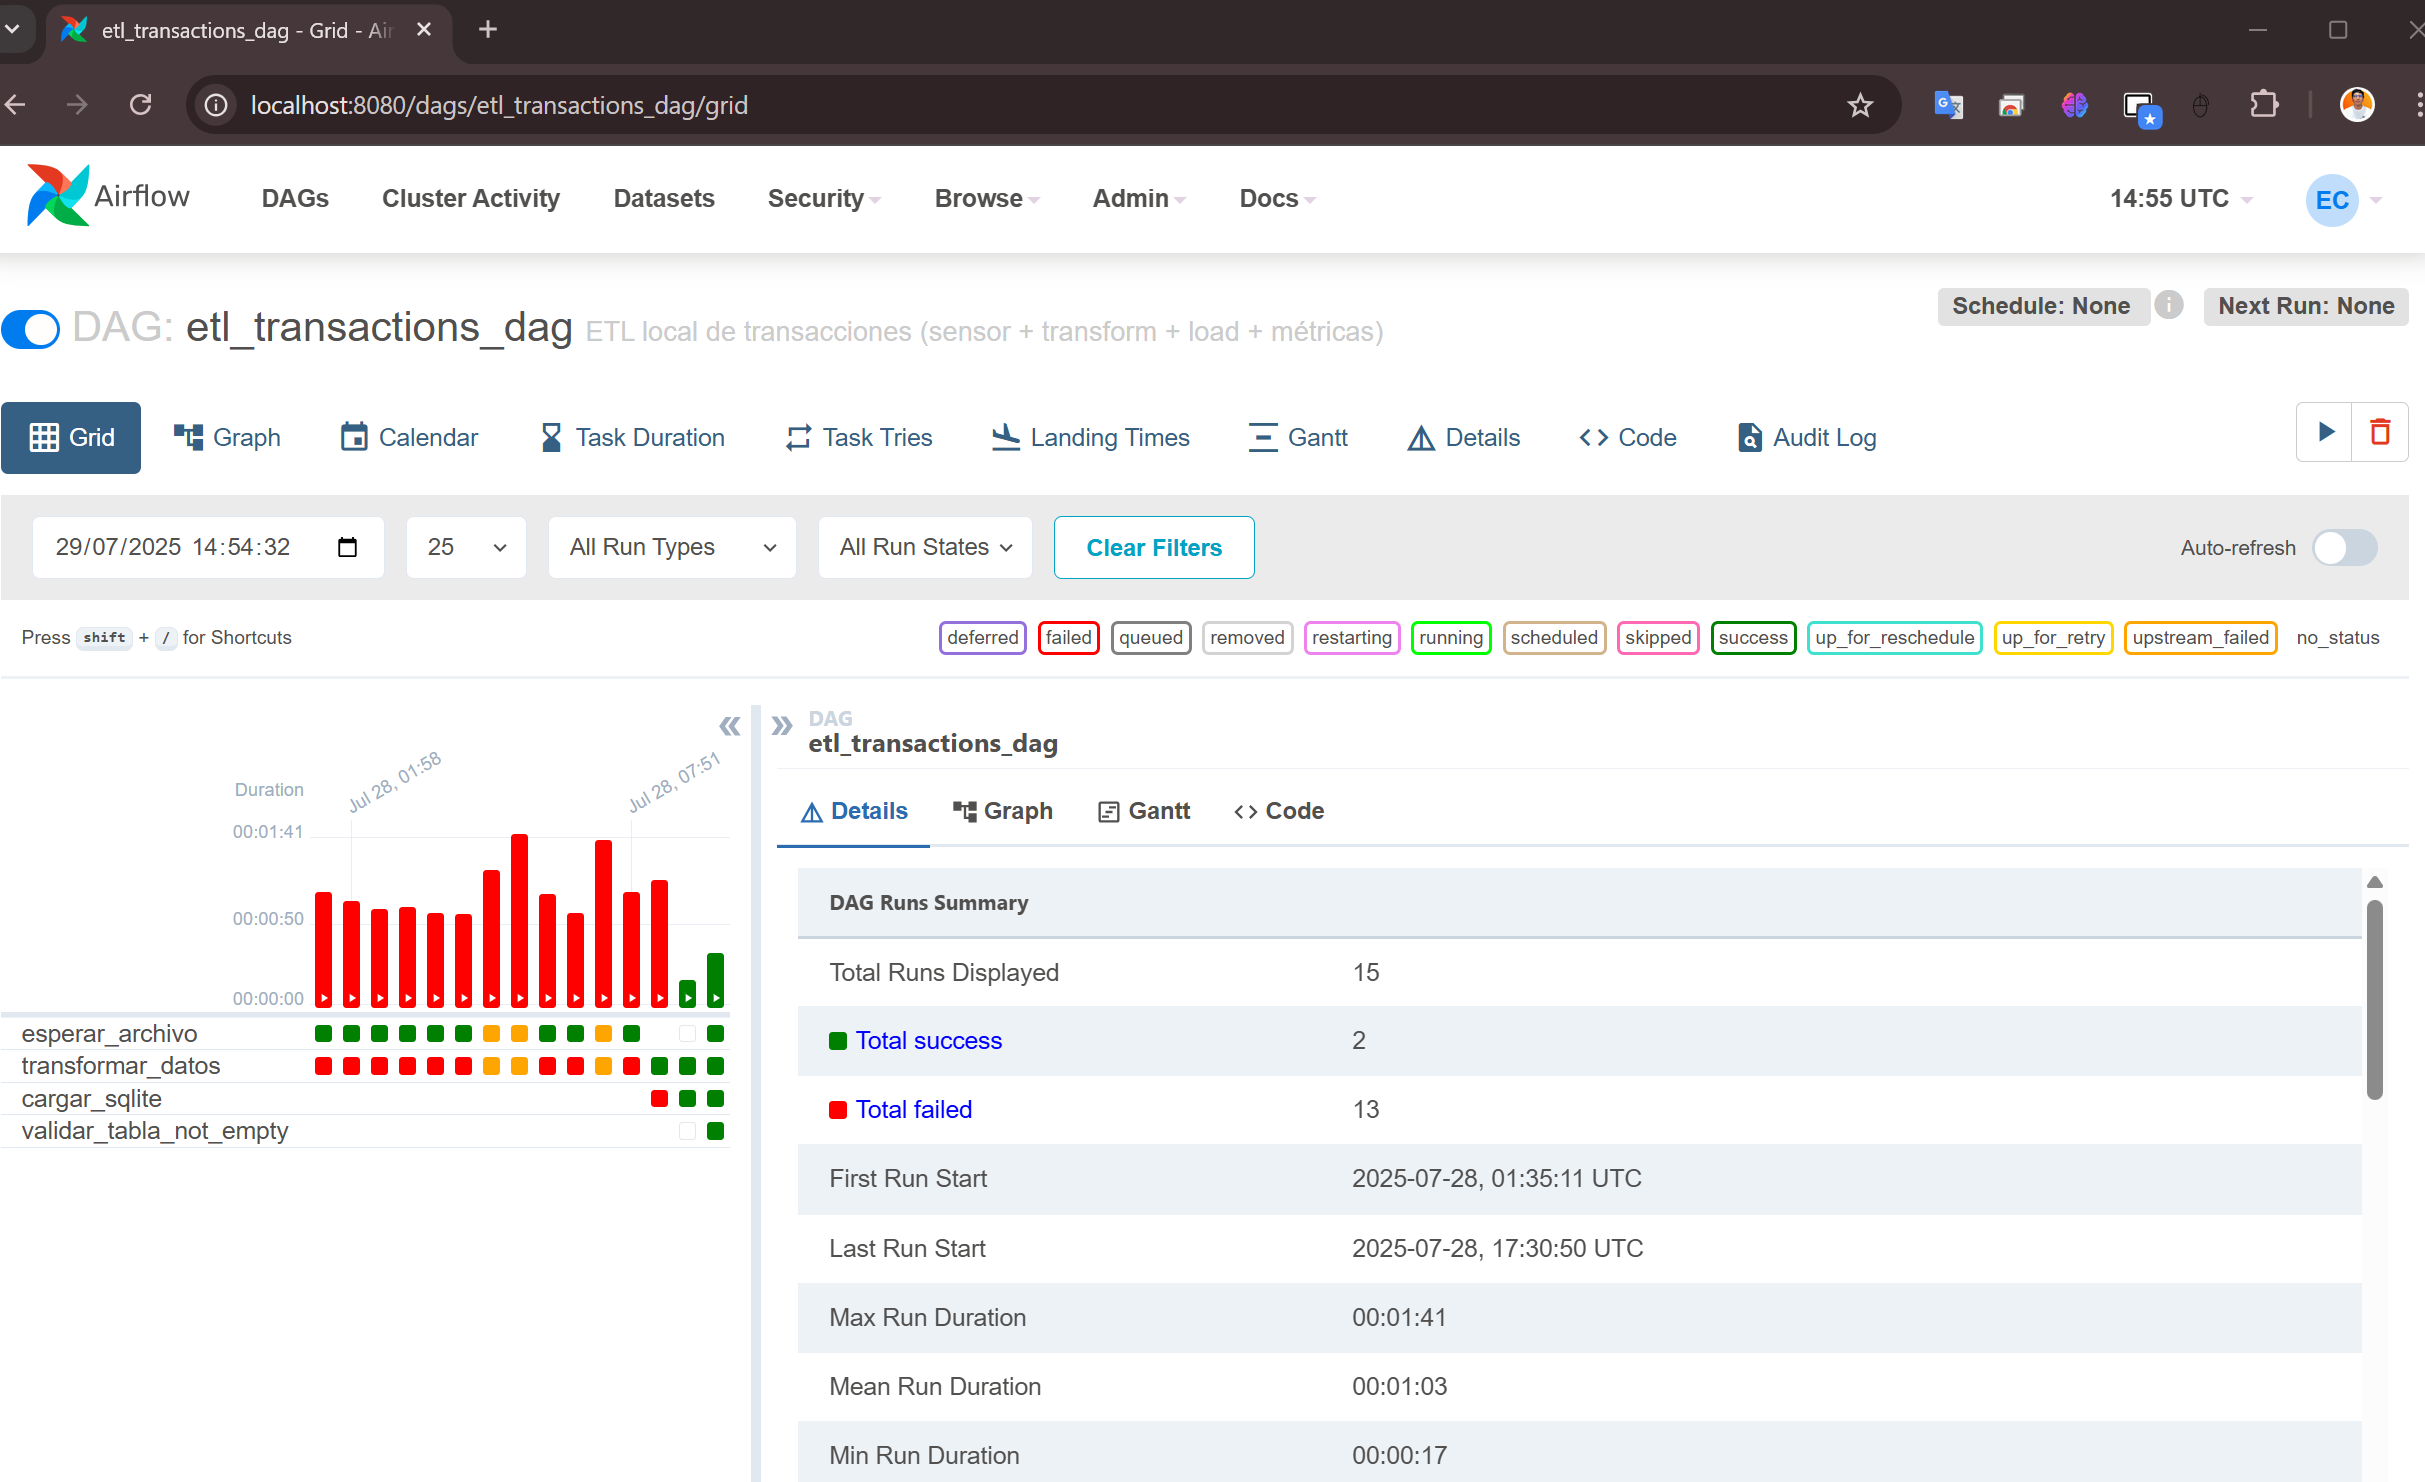 etl_transactions_dag - Grid - Air
localhost:8080/dags/etl_transactions_dag/grid
Airflow
DAGs
Cluster Activity
Datasets
Security
Browse
Admin
Docs
14:55 UTC
EC
DAG: etl_transactions_dag ETL local de transacciones (sensor + transform + load + métricas)
Schedule: None
Next Run: None
Grid
Graph
Calendar
Task Duration
Task Tries
Landing Times
Gantt
Details
Code
Audit Log
29/07/2025 14:54:32
25
All Run Types
All Run States
Clear Filters
Auto-refresh
Press shift + / for Shortcuts
deferred
failed
queued
removed
restarting
running
scheduled
skipped
success
up_for_reschedule
up_for_retry
upstream_failed
no_status
Duration
Jul 28, 01:58
Jul 28, 07:51
00:01:41
00:00:50
00:00:00
esperar_archivo
transformar_datos
cargar_sqlite
validar_tabla_not_empty
DAG
etl_transactions_dag
Details
Graph
Gantt
Code
DAG Runs Summary
Total Runs Displayed 15
Total success 2
Total failed 13
First Run Start 2025-07-28, 01:35:11 UTC
Last Run Start 2025-07-28, 17:30:50 UTC
Max Run Duration 00:01:41
Mean Run Duration 00:01:03
Min Run Duration 00:00:17